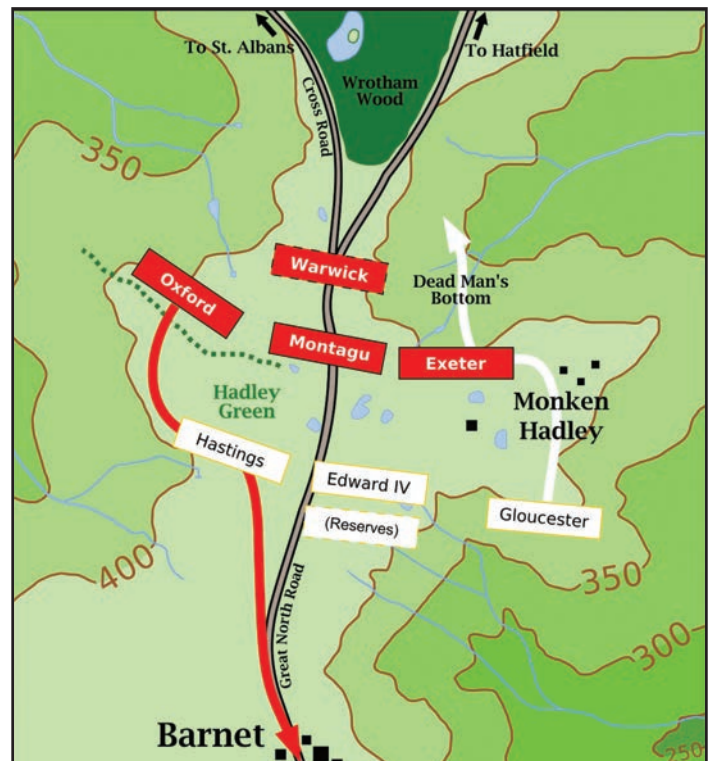 To St. Albans
To Hatfield
Wrotham
Wood
Cross Road
350
Warwick
Oxford
Dead Man's
Bottom
Montagu
Exeter
Hadley
Green
Monken
Hadley
Hastings
Edward IV
(Reserves)
Gloucester
400
350
Great North Road
300
Barnet
250